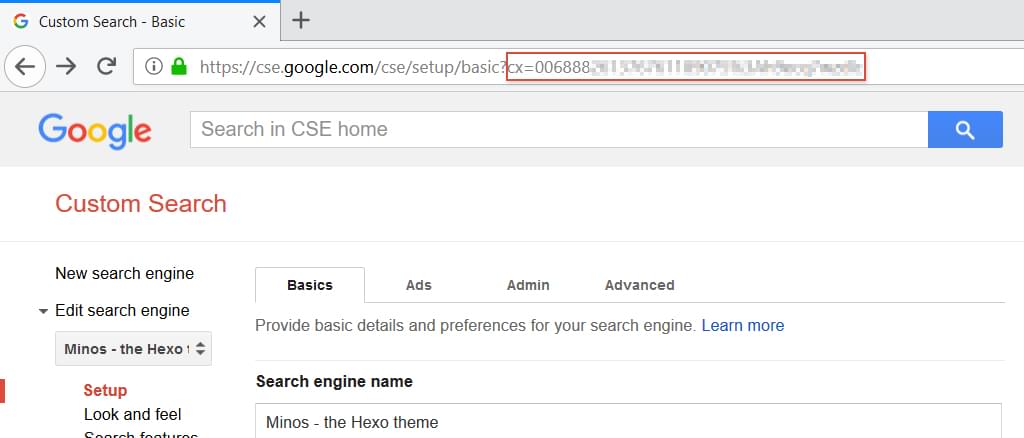 Custom Search - Basic
https://cse.google.com/cse/setup/basic?cx=006888
Google
Search in CSE home
Custom Search
New search engine
Edit search engine
Minos - the Hexo t
Setup
Look and feel
Search features
Basics Ads Admin Advanced
Provide basic details and preferences for your search engine. Learn more
Search engine name
Minos - the Hexo theme